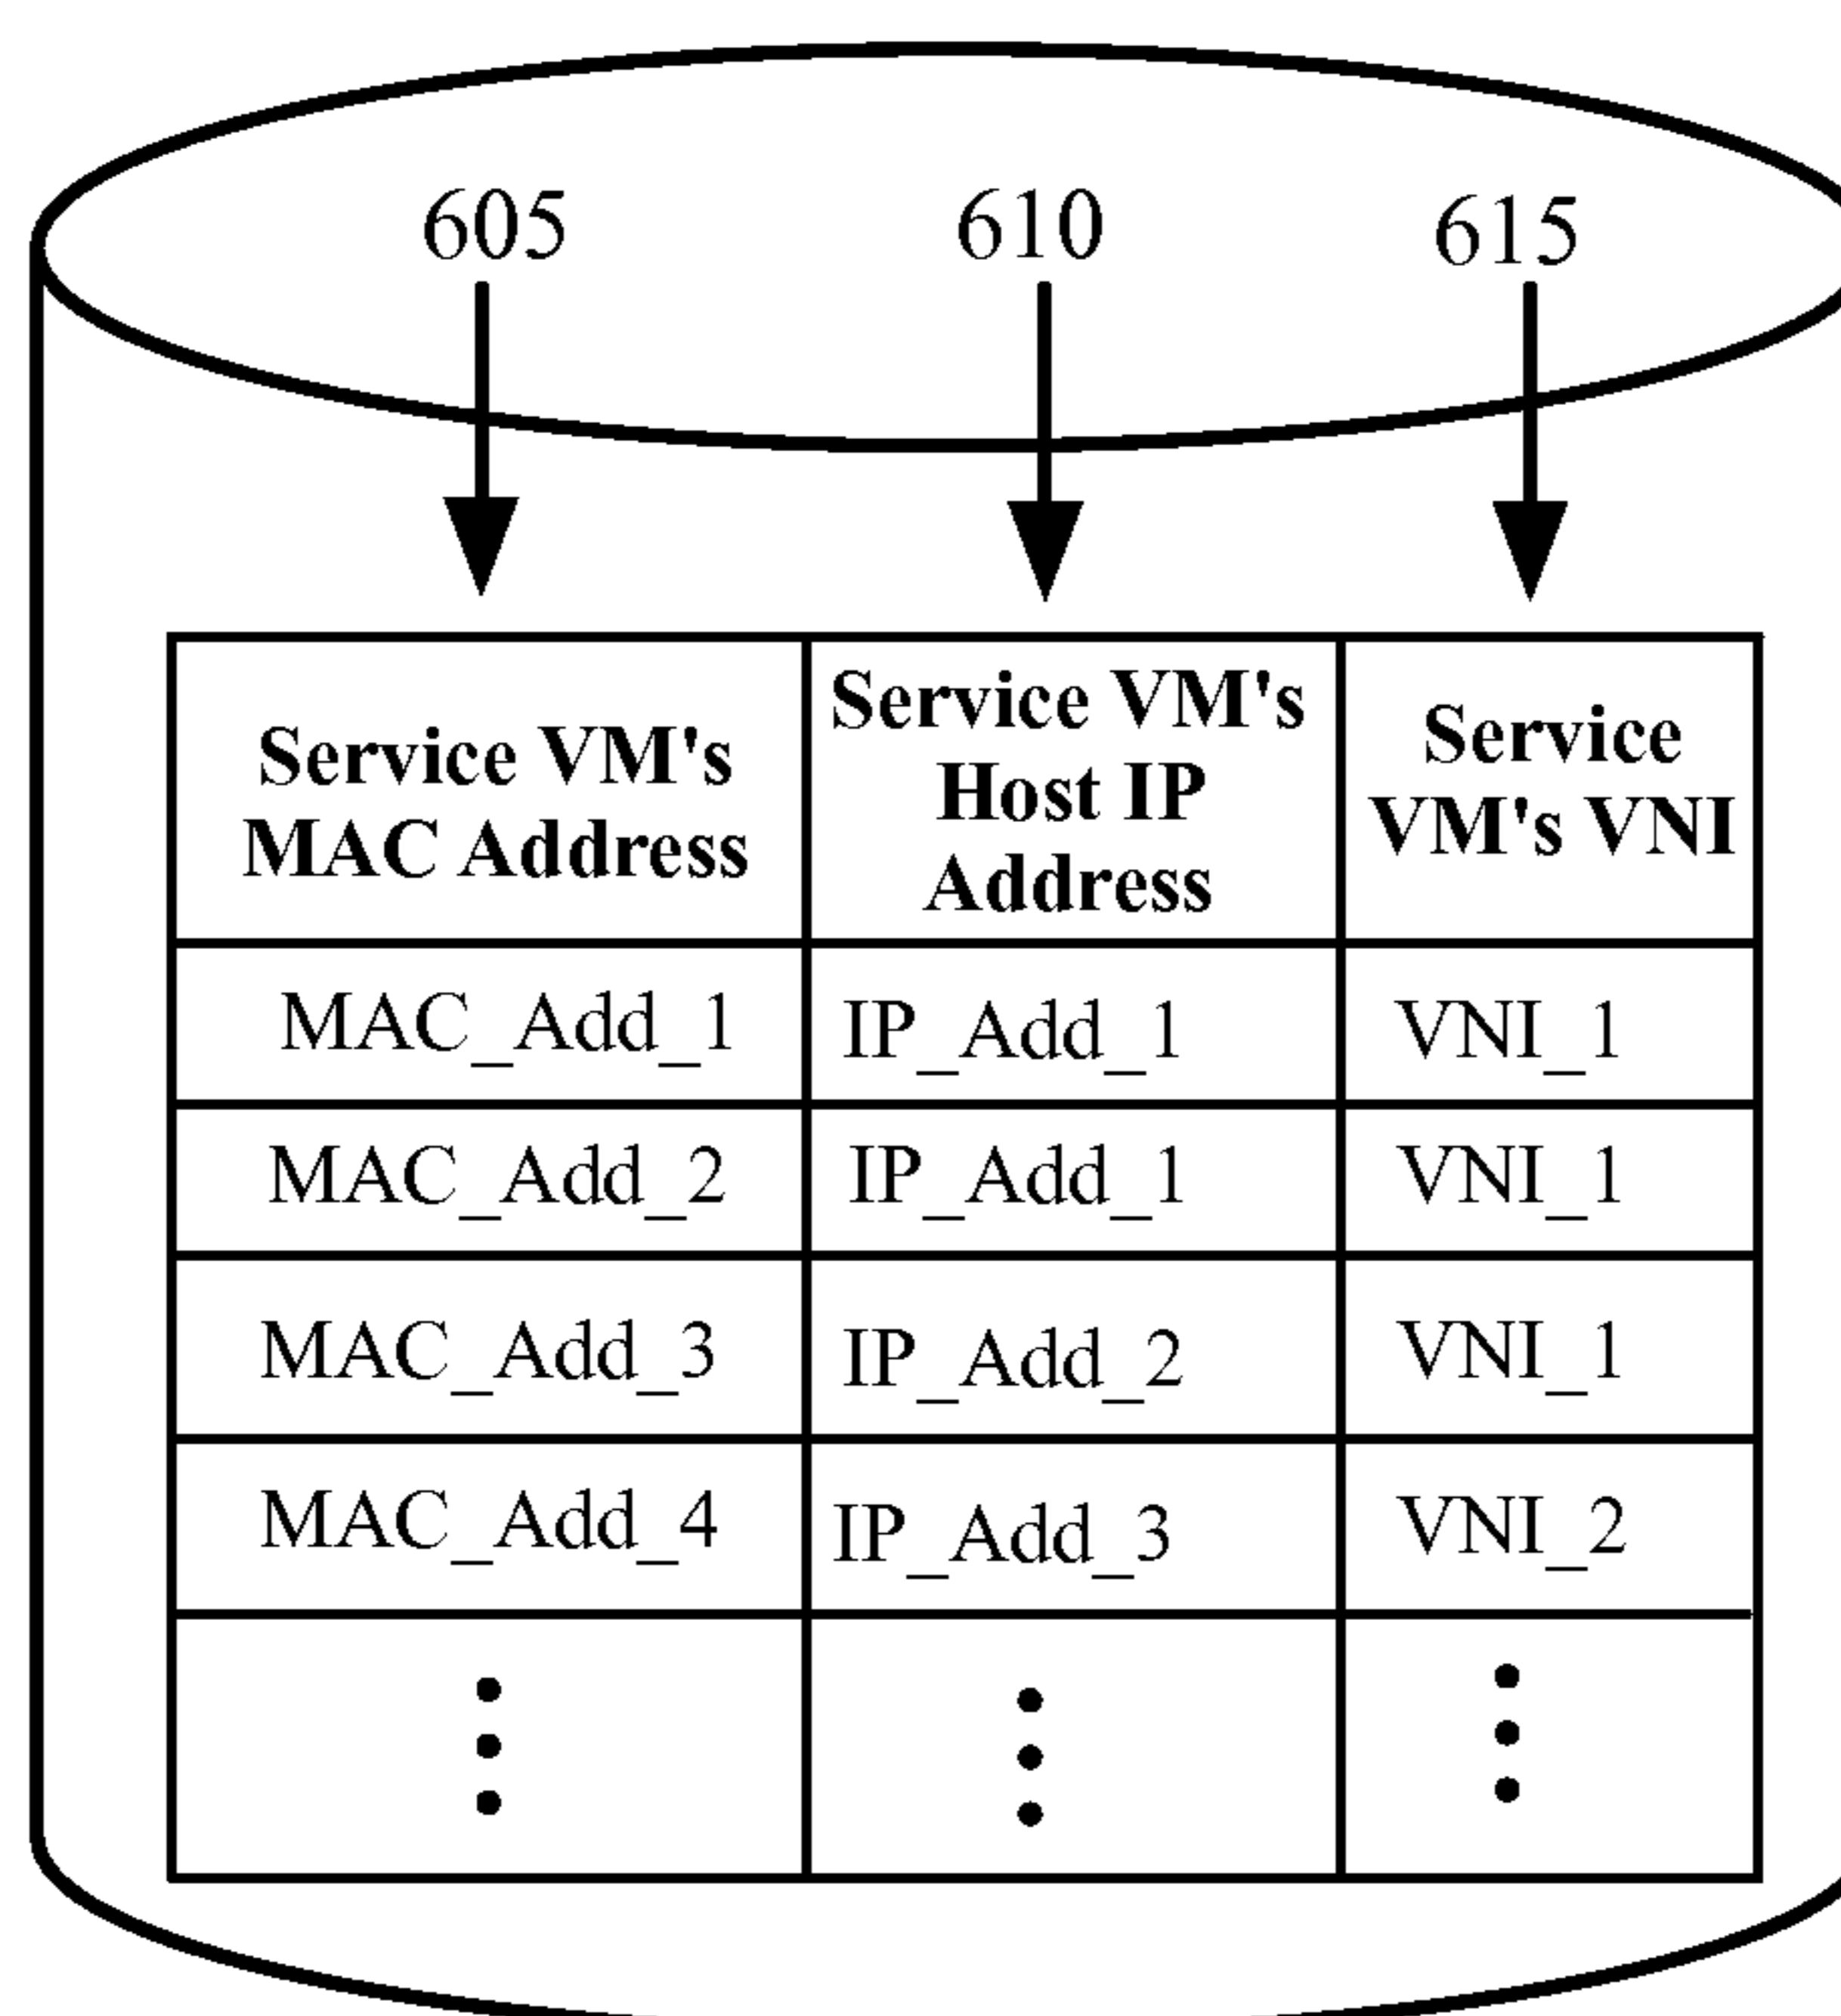 605 610 615
Service VM's MAC Address
Service VM's Host IP Address
Service VM's VNI
MAC_Add_1 IP_Add_1 VNI_1
MAC_Add_2 IP_Add_1 VNI_1
MAC_Add_3 IP_Add_2 VNI_1
MAC_Add_4 IP_Add_3 VNI_2